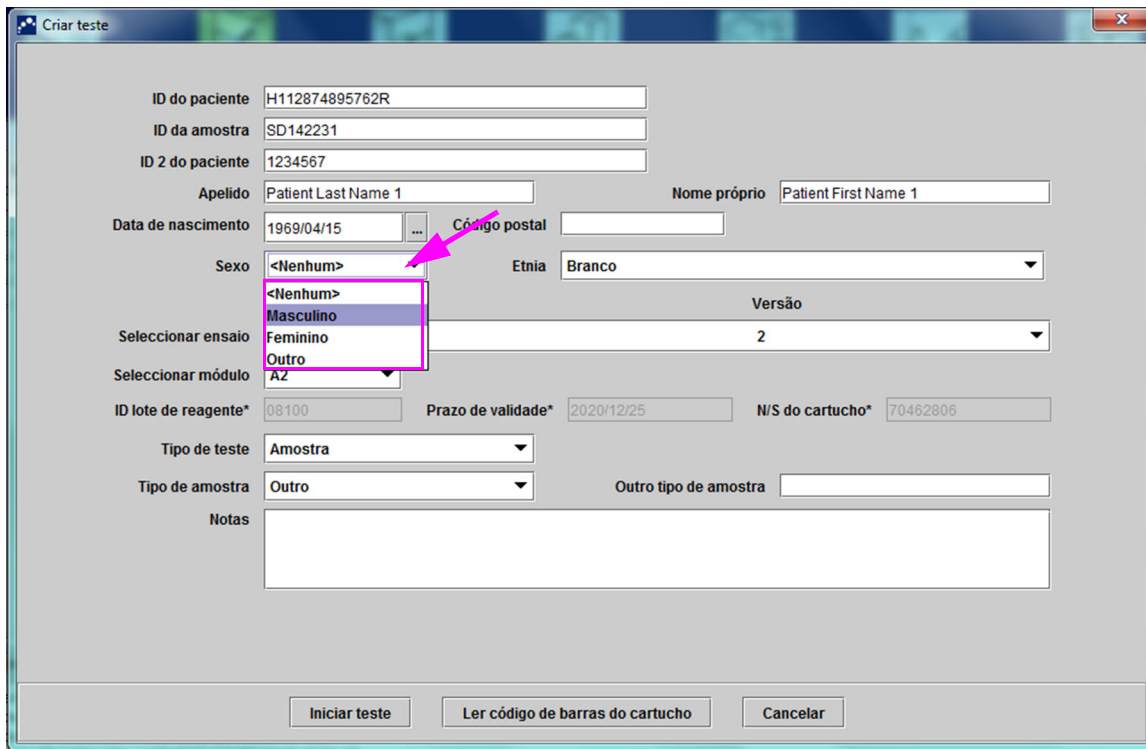 Criar teste
ID do paciente H112874895762R
ID da amostra SD142231
ID 2 do paciente 1234567
Apelido Patient Last Name 1 Nome próprio Patient First Name 1
Data de nascimento 1969/04/15 ... Código postal
Sexo <Nenhum> Etnia Branco
<Nenhum>
Masculino
Feminino
Outro
Versão
Seleccionar ensaio 2
Seleccionar módulo A2
ID lote de reagente* 08100 Prazo de validade* 2020/12/25 N/S do cartucho* 70462806
Tipo de teste Amostra
Tipo de amostra Outro Outro tipo de amostra
Notas
Iniciar teste Ler código de barras do cartucho Cancelar